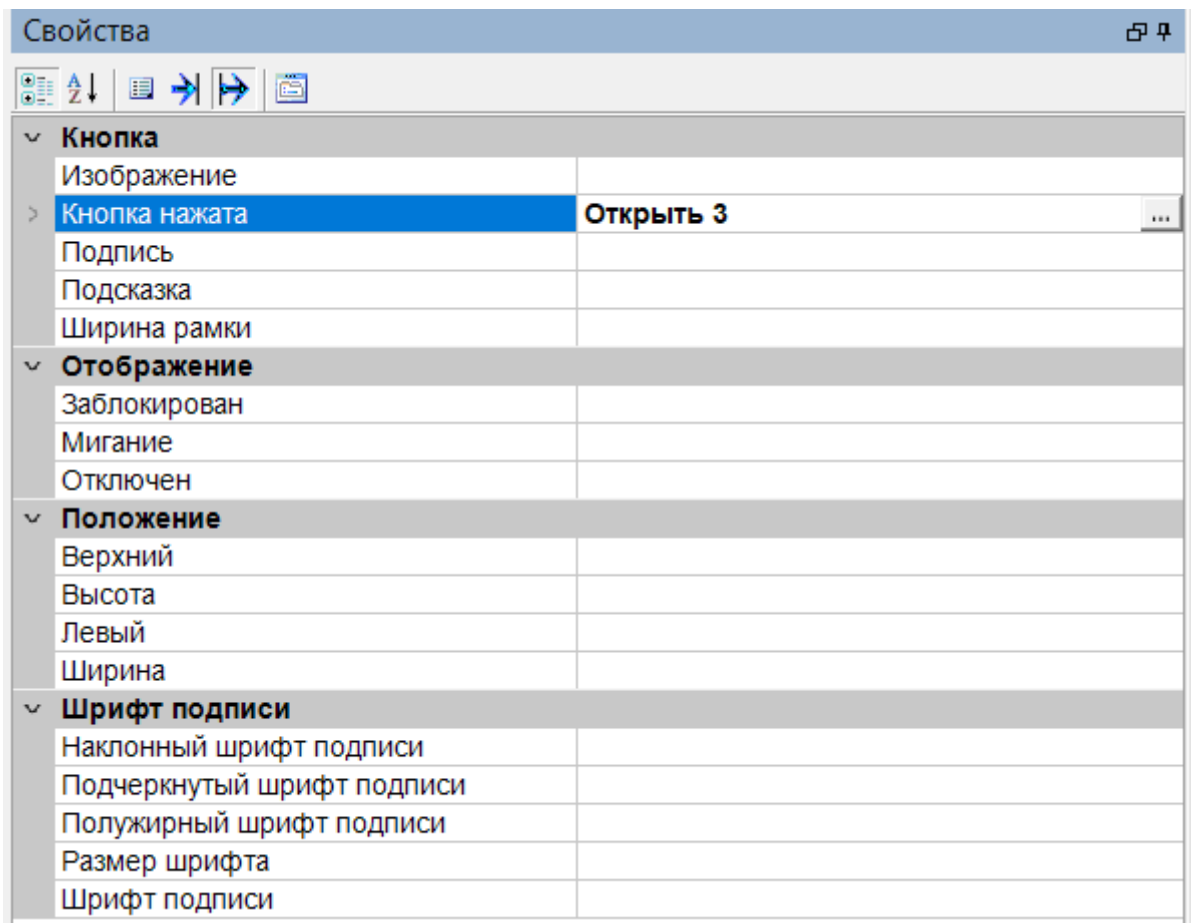 Свойства
Кнопка
Изображение
Кнопка нажата Открыть 3 ...
Подпись
Подсказка
Ширина рамки
Отображение
Заблокирован
Мигание
Отключен
Положение
Верхний
Высота
Левый
Ширина
Шрифт подписи
Наклонный шрифт подписи
Подчеркнутый шрифт подписи
Полужирный шрифт подписи
Размер шрифта
Шрифт подписи